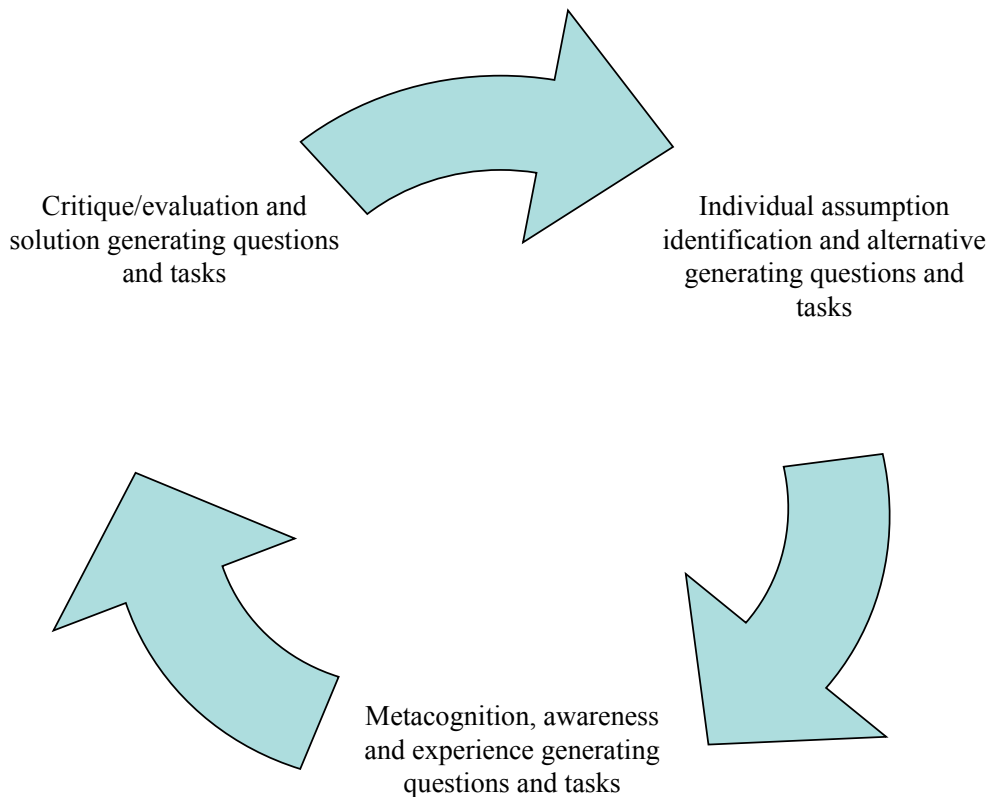 Critique/evaluation and
solution generating questions
and tasks
Individual assumption
identification and alternative
generating questions and
tasks
Metacognition, awareness
and experience generating
questions and tasks